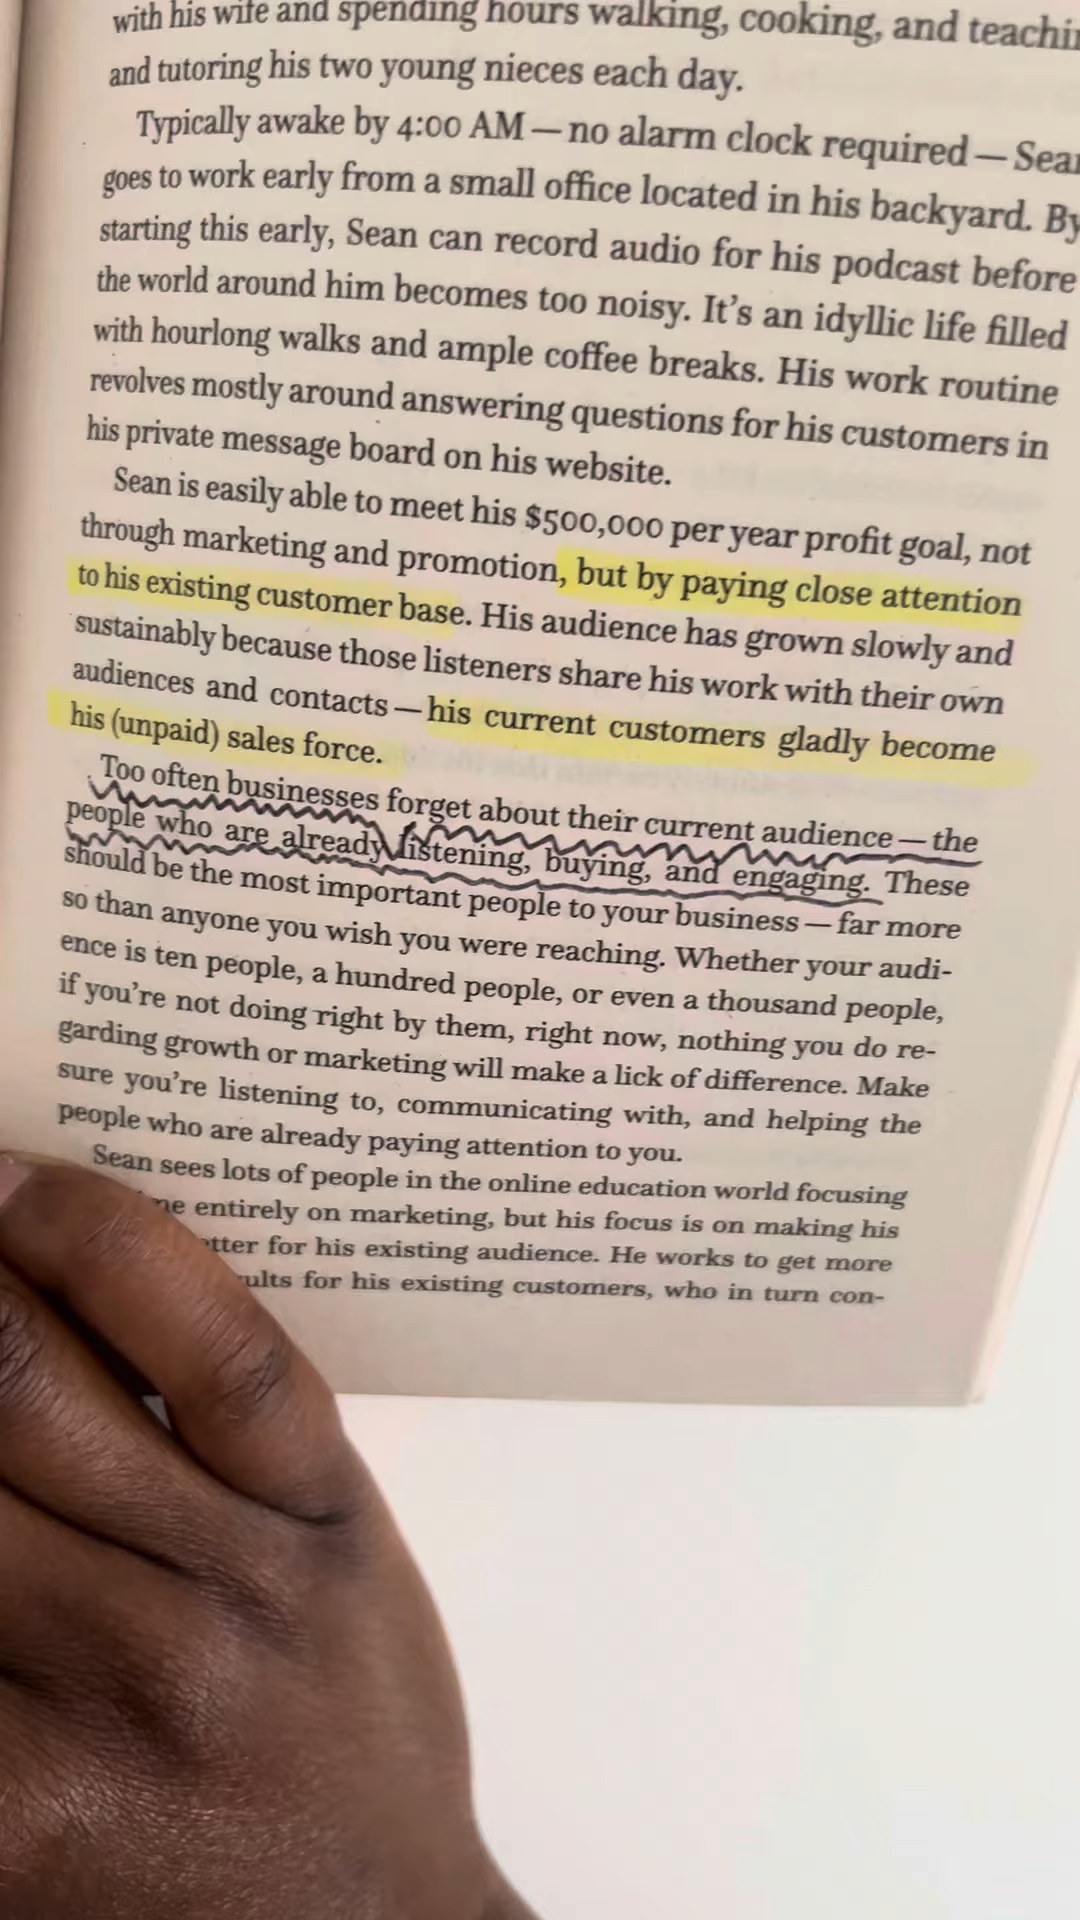 with his wife and spending hours walking, cooking, and
and tutoring his two young nieces each day.
Typically awake by 4:00 AM — no alarm clock required —
goes to work early from a small office located in his backyard. By
starting this early, Sean can record audio for his podcast before
the world around him becomes too noisy. It's an idyllic life filled
with hourlong walks and ample coffee breaks. His work routine
revolves mostly around answering questions for his customers in
his private message board on his website.
Sean is easily able to meet his $500,000 per year profit goal, not
through marketing and promotion, but by paying close attention
to his existing customer base. His audience has grown slowly and
sustainably because those listeners share his work with their own
audiences and contacts — his current customers gladly become
his (unpaid) sales force.
Too often businesses forget about their current audience — the
people who are already listening, buying, and engaging. These
should be the most important people to your business — far more
so than anyone you wish you were reaching. Whether your audi-
ence is ten people, a hundred people, or even a thousand people,
if you're not doing right by them, right now, nothing you do re-
garding growth or marketing will make a lick of difference. Make
sure you're listening to, communicating with, and helping the
people who are already paying attention to you.
Sean sees lots of people in the online education world focusing
entirely on marketing, but his focus is on making his
for his existing audience. He works to get more
for his existing customers, who in turn con-